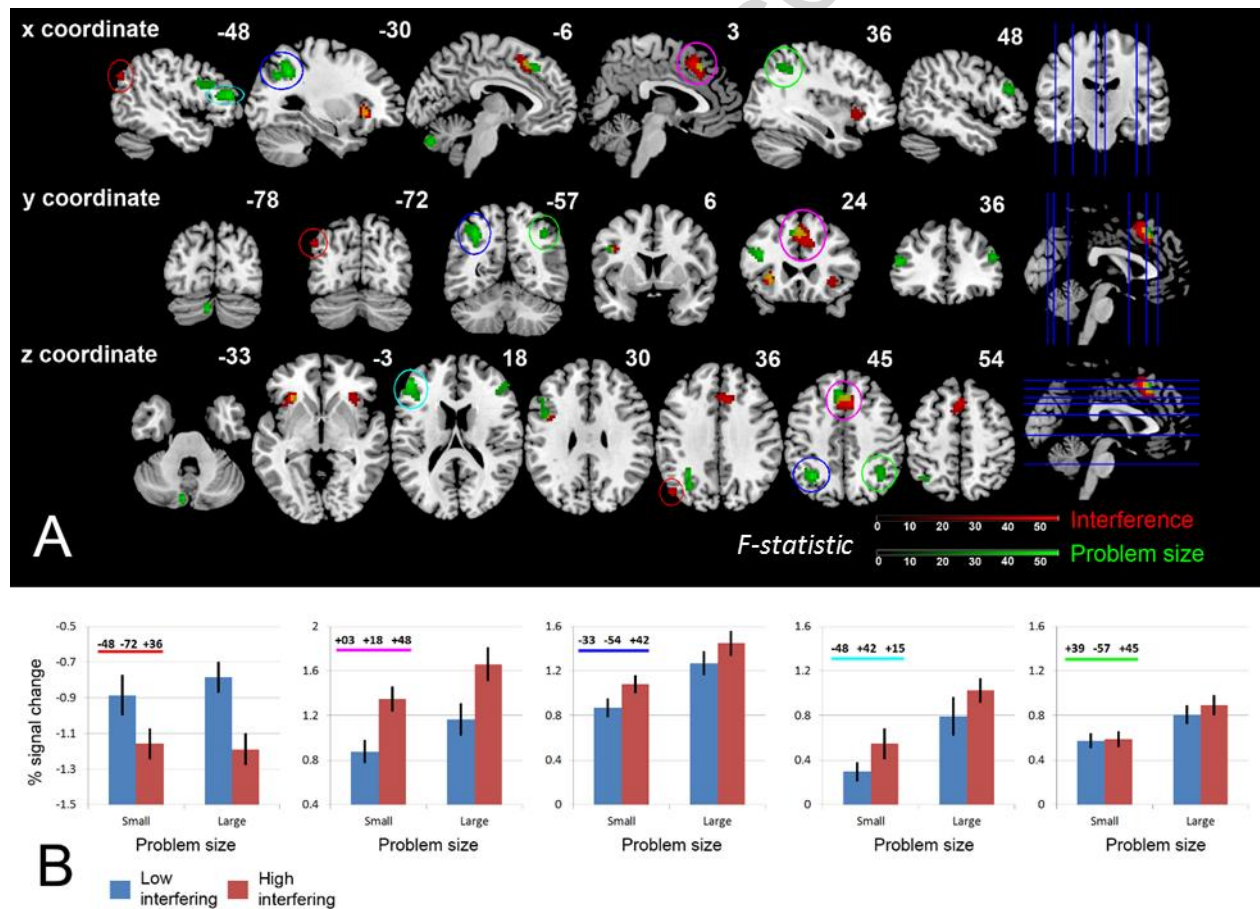 x coordinate -48 -30 -6 3 36 48
y coordinate -78 -72 -57 6 24 36
z coordinate -33 -3 18 30 36 45 54
A
F-statistic
0 10 20 30 40 50 Interference
0 10 20 30 40 50 Problem size
% signal change
-0.5
-0.7
-0.9
-1.1
-1.3
-1.5
-48 -72 +36
Small Large
Problem size
2
1.6
1.2
0.8
0.4
+03 +18 +48
Small Large
Problem size
1.6
1.2
0.8
0.4
0
-33 -54 +42
Small Large
Problem size
1.6
1.2
0.8
0.4
0
-48 +42 +15
Small Large
Problem size
1.6
1.2
0.8
0.4
0
+39 -57 +45
Small Large
Problem size
B
Low interfering
High interfering